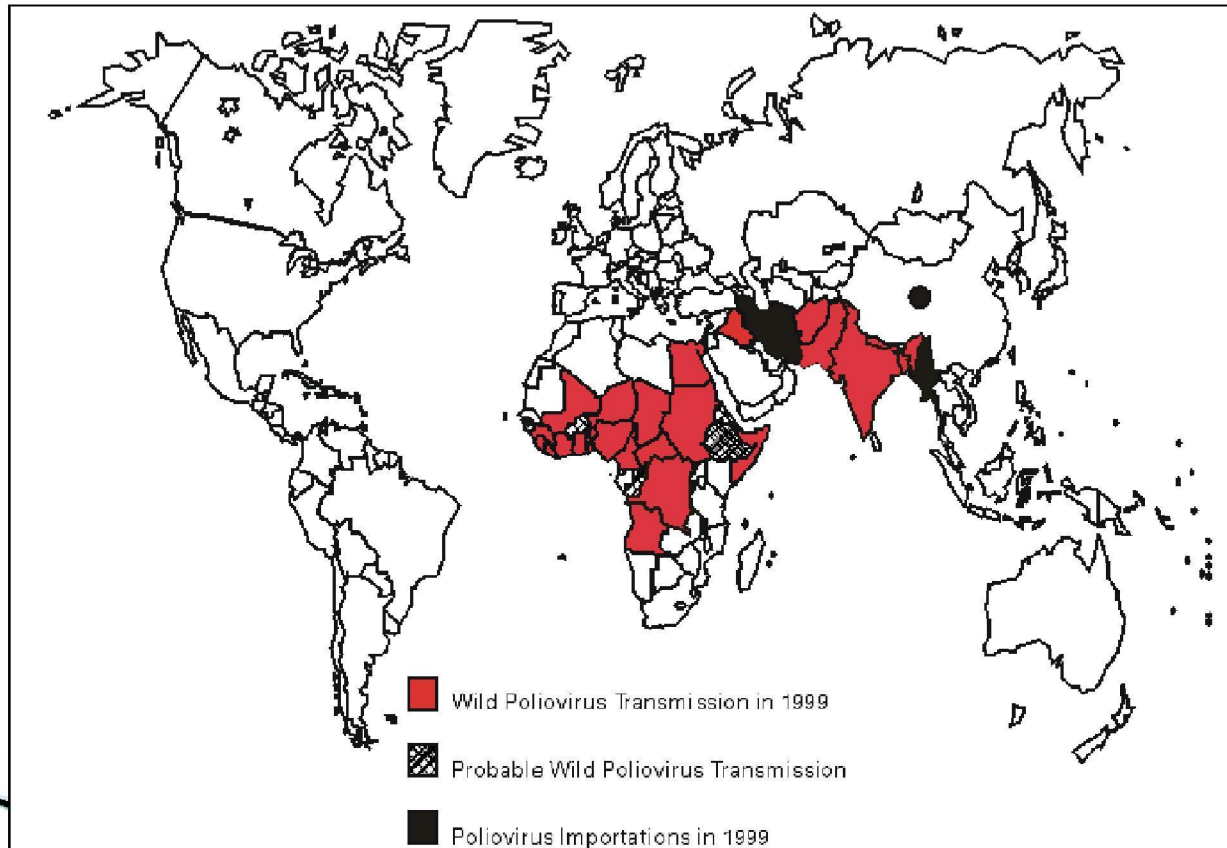 Wild Poliovirus Transmission in 1999
Probable Wild Poliovirus Transmission
Poliovirus Importations in 1999